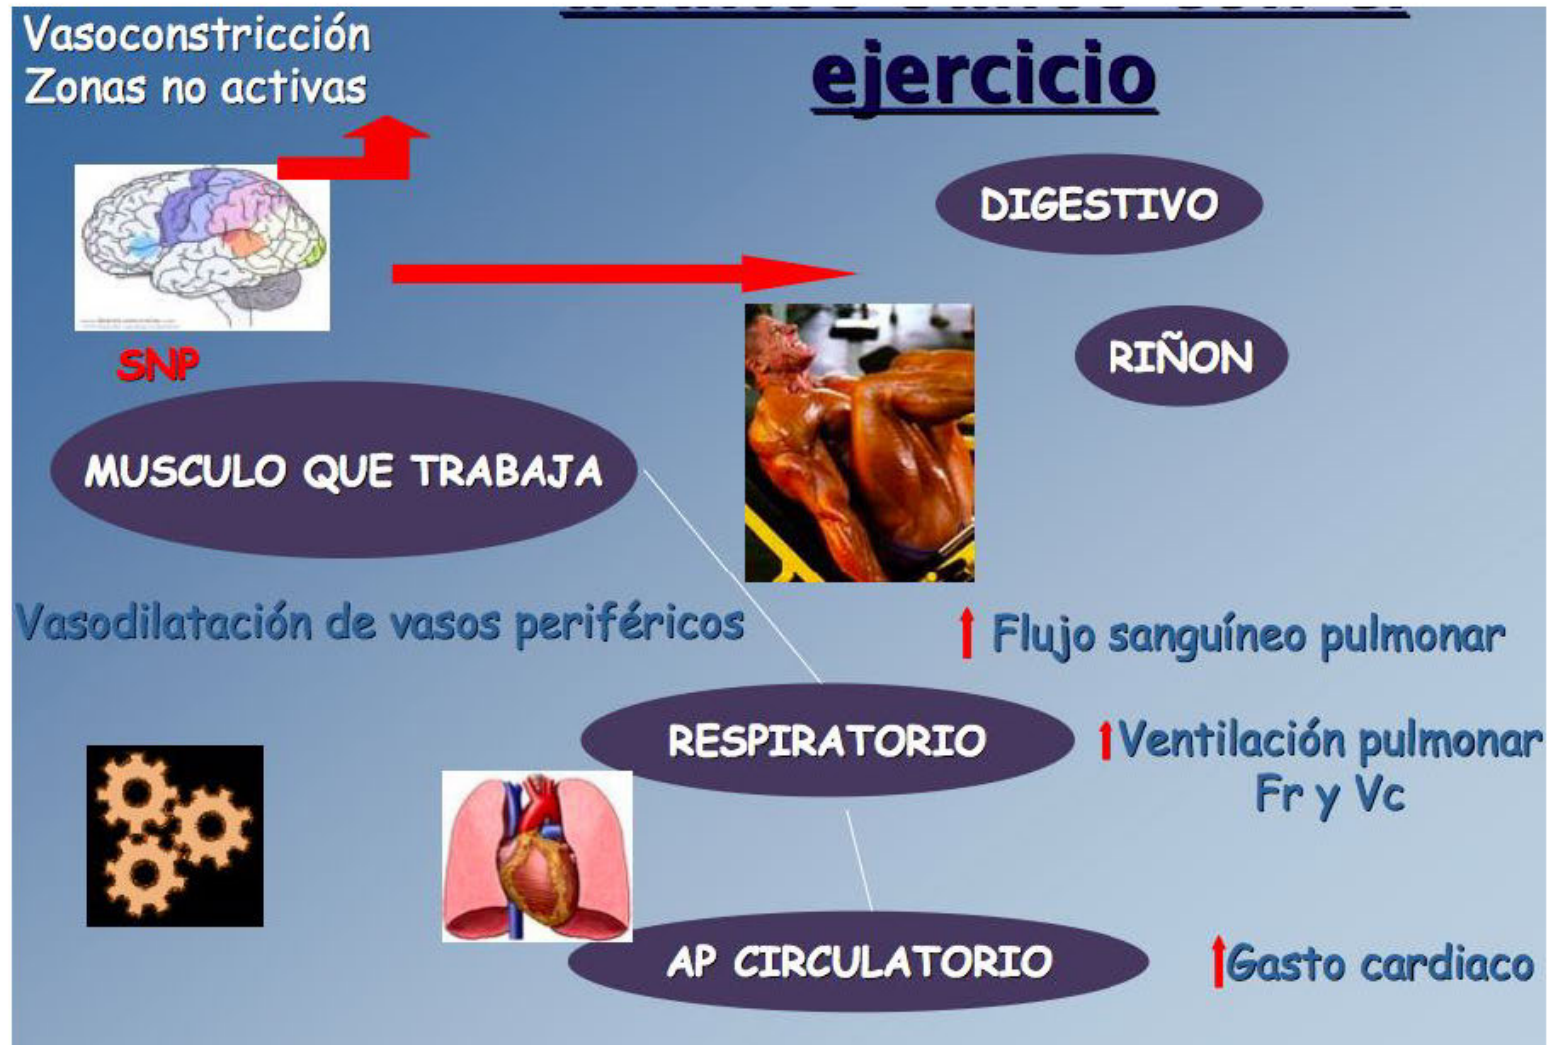 Vasoconstricción
Zonas no activas
ejercicio
DIGESTIVO
RIÑON
SNP
MUSCULO QUE TRABAJA
Vasodilatación de vasos periféricos
Flujo sanguíneo pulmonar
RESPIRATORIO
Ventilación pulmonar
Fr y Vc
AP CIRCULATORIO
Gasto cardiaco